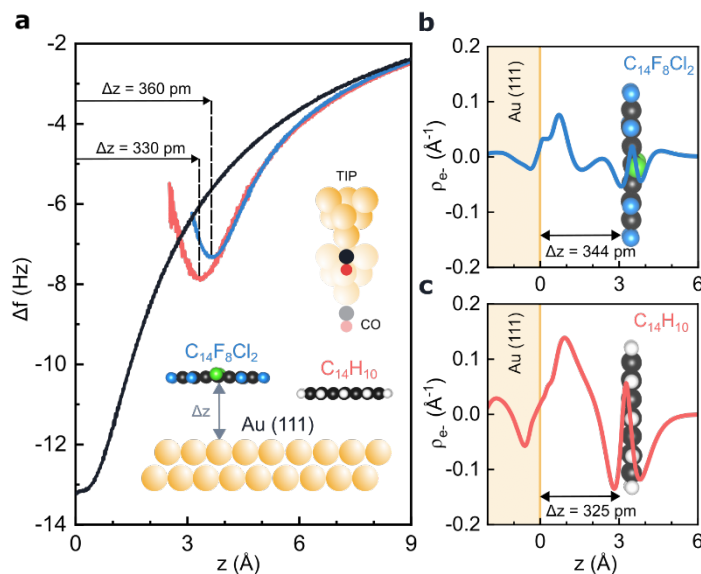 a
Δf (Hz)
-2
-4
-6
-8
-10
-12
-14
Δz = 360 pm
Δz = 330 pm
TIP
CO
C₁₄F₈Cl₂
C₁₄H₁₀
Δz
Au (111)
0
3
6
9
z (Å)
b
ρₑ- (Å⁻¹)
0.2
0.1
0.0
-0.1
-0.2
Au (111)
C₁₄F₈Cl₂
Δz = 344 pm
0
3
6
c
ρₑ- (Å⁻¹)
0.2
0.1
0.0
-0.1
-0.2
Au (111)
C₁₄H₁₀
Δz = 325 pm
0
3
6
z (Å)